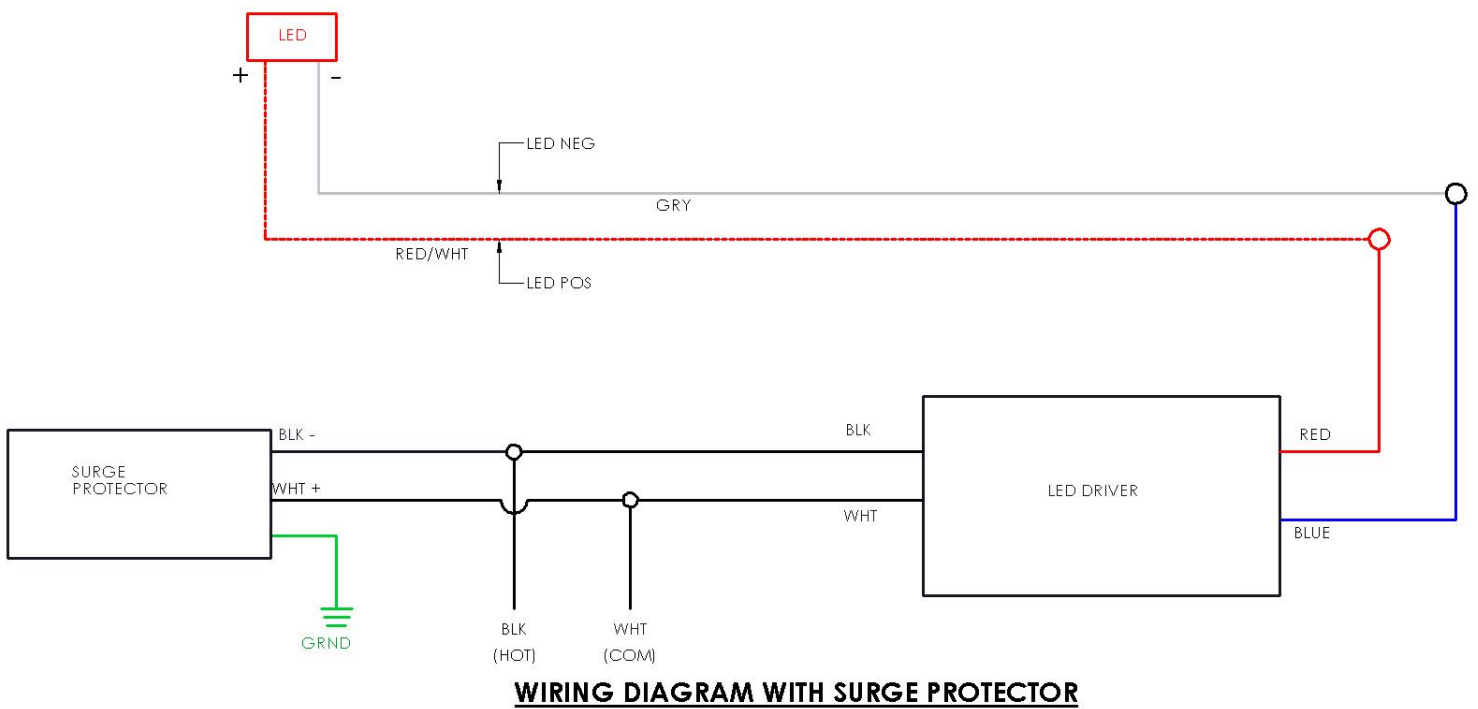 LED
+
-
LED NEG
GRY
RED/WHT
LED POS
BLK -
BLK
RED
SURGE
PROTECTOR
WHT +
LED DRIVER
WHT
BLUE
GRND
BLK
(HOT)
WHT
(COM)
WIRING DIAGRAM WITH SURGE PROTECTOR